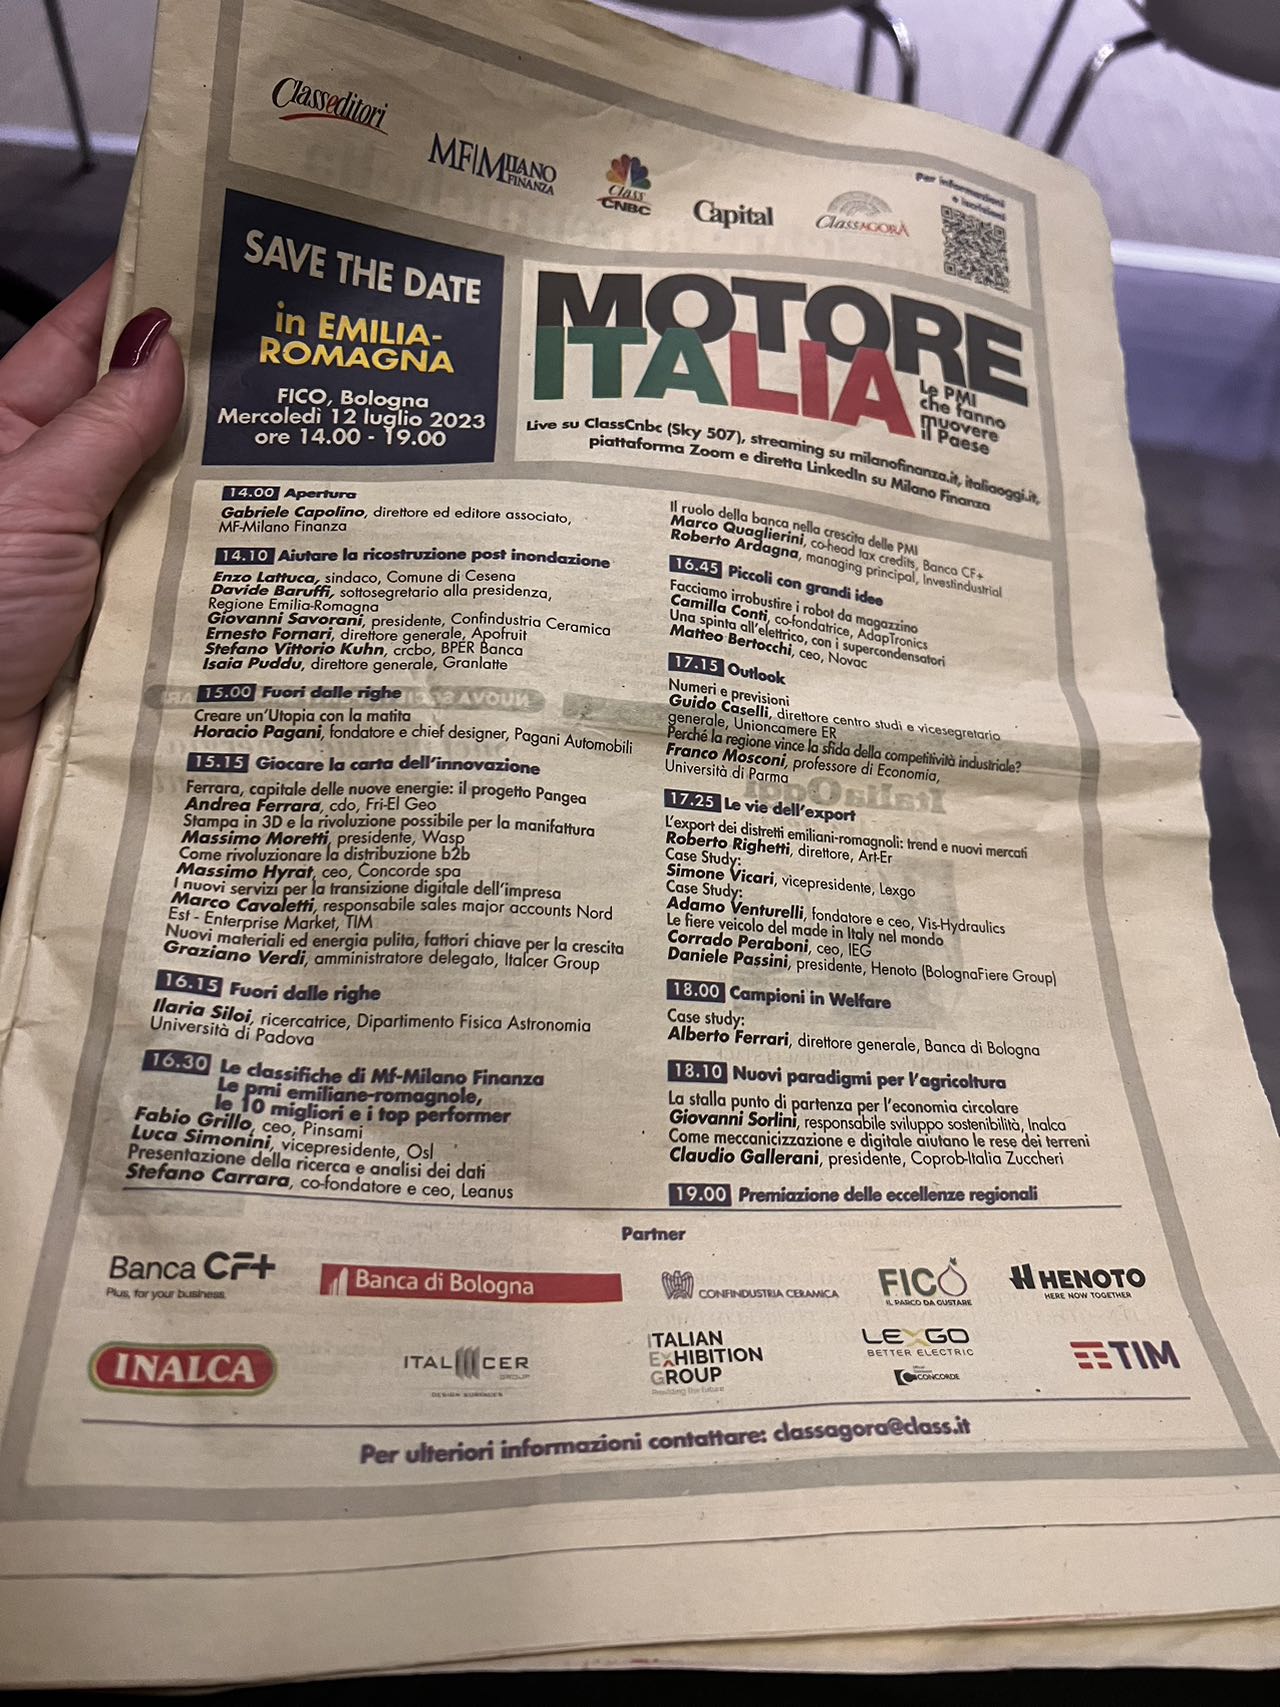 Classeditori
MF|MILANO
FINANZA
Class
CNBC
Capital
CLASSAGORÀ
Per informazioni
e iscrizioni
SAVE THE DATE
in EMILIA-
ROMAGNA
FICO, Bologna
Mercoledì 12 luglio 2023
ore 14.00 - 19.00
MOTORE
ITALIA
Le PMI
che fanno
muovere
il Paese
Live su ClassCnbc (Sky 507), streaming su milanofinanza.it, italiaoggi.it,
piattaforma Zoom e diretta LinkedIn su Milano Finanza
14.00 Apertura
Gabriele Capolino, direttore ed editore associato,
MF-Milano Finanza
14.10 Aiutare la ricostruzione post inondazione
Enzo Lattuca, sindaco, Comune di Cesena
Davide Baruffi, sottosegretario alla presidenza,
Regione Emilia-Romagna
Giovanni Savorani, presidente, Confindustria Ceramica
Ernesto Fornari, direttore generale, Apofruit
Stefano Vittorio Kuhn, crcbo, BPER Banca
Isaia Puddu, direttore generale, Granlatte
15.00 Fuori dalle righe
Creare un'Utopia con la matita
Horacio Pagani, fondatore e chief designer, Pagani Automobili
15.15 Giocare la carta dell'innovazione
Ferrara, capitale delle nuove energie: il progetto Pangea
Andrea Ferrara, cdo, Fri-El Geo
Stampa in 3D e la rivoluzione possibile per la manifattura
Massimo Moretti, presidente, Wasp
Come rivoluzionare la distribuzione b2b
Massimo Hyrat, ceo, Concorde spa
I nuovi servizi per la transizione digitale dell'impresa
Marco Cavaletti, responsabile sales major accounts Nord
Est - Enterprise Market, TIM
Nuovi materiali ed energia pulita, fattori chiave per la crescita
Graziano Verdi, amministratore delegato, Italcer Group
16.15 Fuori dalle righe
Ilaria Siloi, ricercatrice, Dipartimento Fisica Astronomia
Università di Padova
16.30 Le classifiche di Mf-Milano Finanza
Le pmi emiliane-romagnole,
le 10 migliori e i top performer
Fabio Grillo, ceo, Pinsami
Luca Simonini, vicepresidente, Osl
Presentazione della ricerca e analisi dei dati
Stefano Carrara, co-fondatore e ceo, Leanus
Il ruolo della banca nella crescita delle PMI
Marco Quaglierini, co-head tax credits, Banca CF+
Roberto Ardagna, managing principal, Investindustrial
16.45 Piccoli con grandi idee
Facciamo irrobustire i robot da magazzino
Camilla Conti, co-fondatrice, AdapTronics
Una spinta all'elettrico, con i supercondensatori
Matteo Bertocchi, ceo, Novac
17.15 Outlook
Numeri e previsioni
Guido Caselli, direttore centro studi e vicesegretario
generale, Unioncamere ER
Perché la regione vince la sfida della competitività industriale?
Franco Mosconi, professore di Economia,
Università di Parma
17.25 Le vie dell'export
L'export dei distretti emiliani-romagnoli: trend e nuovi mercati
Roberto Righetti, direttore, Art-Er
Case Study:
Simone Vicari, vicepresidente, Lexgo
Case Study:
Adamo Venturelli, fondatore e ceo, Vis-Hydraulics
Le fiere veicolo del made in Italy nel mondo
Corrado Peraboni, ceo, IEG
Daniele Passini, presidente, Henoto (BolognaFiere Group)
18.00 Campioni in Welfare
Case study:
Alberto Ferrari, direttore generale, Banca di Bologna
18.10 Nuovi paradigmi per l'agricoltura
La stalla punto di partenza per l'economia circolare
Giovanni Sorlini, responsabile sviluppo sostenibilità, Inalca
Come meccanicizzazione e digitale aiutano le rese dei terreni
Claudio Gallerani, presidente, Coprob-Italia Zuccheri
19.00 Premiazione delle eccellenze regionali
Partner
Banca CF+
Plus, for your business.
Banca di Bologna
CONFINDUSTRIA CERAMICA
FICO
IL PARCO DA GUSTARE
HENOTO
HERE NOW TOGETHER
INALCA
ITALCER
GROUP
ITALIAN
EXHIBITION
GROUP
Providing the future
LEXGO
BETTER ELECTRIC
CONCORDE
TIM
Per ulteriori informazioni contattare: classagora@class.it